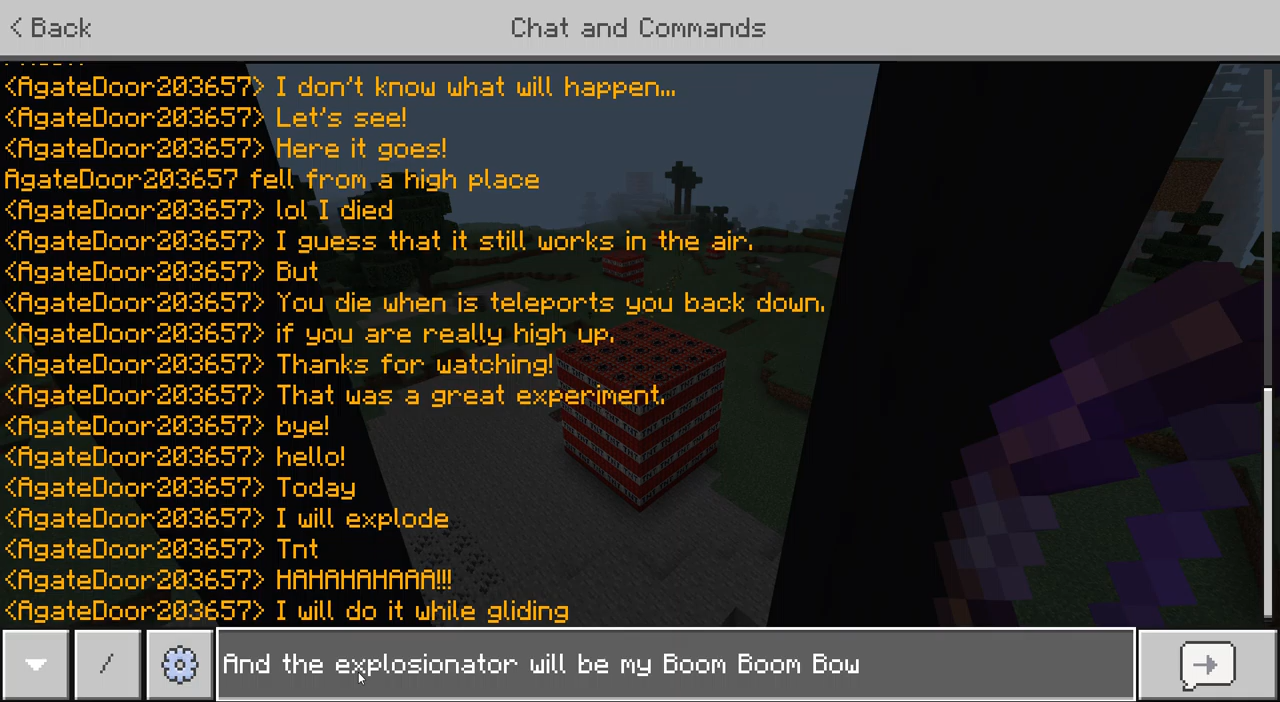 < Back
Chat and Commands
<AgateDoor203657> I don't know what will happen...
<AgateDoor203657> Let's see!
<AgateDoor203657> Here it goes!
AgateDoor203657 fell from a high place
<AgateDoor203657> lol I died
<AgateDoor203657> I guess that it still works in the air.
<AgateDoor203657> But
<AgateDoor203657> You die when is teleports you back down.
<AgateDoor203657> if you are really high up.
<AgateDoor203657> Thanks for watching!
<AgateDoor203657> That was a great experiment.
<AgateDoor203657> bye!
<AgateDoor203657> hello!
<AgateDoor203657> Today
<AgateDoor203657> I will explode
<AgateDoor203657> Tnt
<AgateDoor203657> HAHAHAHAAA!!!
<AgateDoor203657> I will do it while gliding
/
And the explosionator will be my Boom Boom Bow